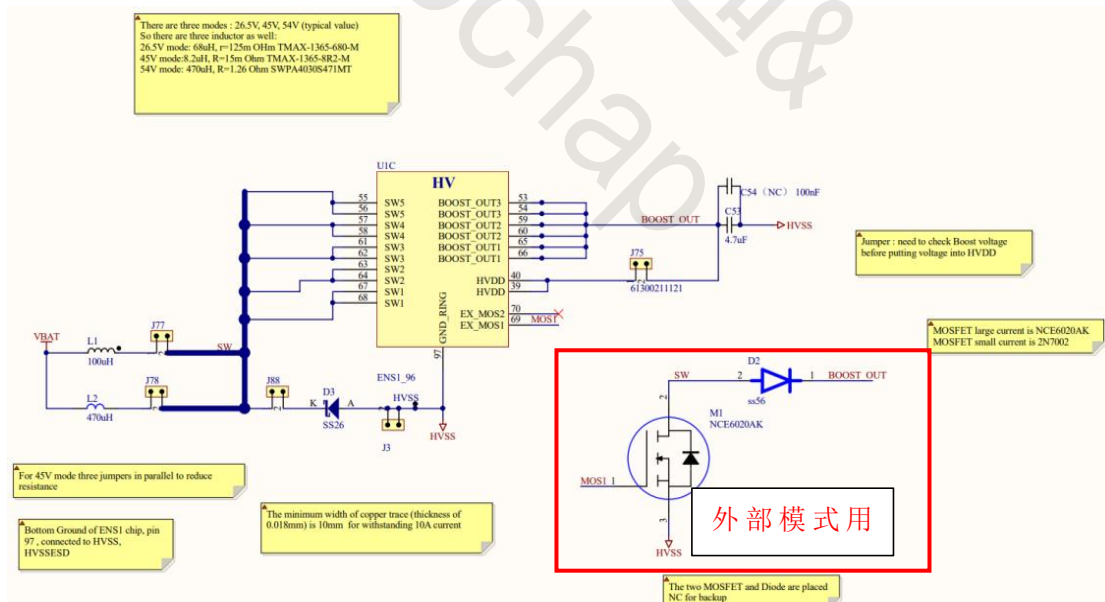 There are three modes : 26.5V, 45V, 54V (typical value)
So there are three inductor as well:
26.5V mode: 68uH, r=125m OHm TMAX-1365-680-M
45V mode:8.2uH, R=15m Ohm TMAX-1365-8R2-M
54V mode: 470uH, R=1.26 Ohm SWPA4030S471MT
U1C
HV
55 SW5
56 SW5
57 SW4
58 SW4
61 SW3
62 SW3
63 SW2
64 SW2
67 SW1
68 SW1
BOOST_OUT3 53
BOOST_OUT3 54
BOOST_OUT2 59
BOOST_OUT2 60
BOOST_OUT1 65
BOOST_OUT1 66
HVDD 40
HVDD 39
EX_MOS2 70
EX_MOS1 69 MOS1
GND_RING
97
BOOST OUT
C54 (NC) 100nF
C53
4.7uF
HVSS
J75
61300211121
Jumper : need to check Boost voltage
before putting voltage into HVDD
MOSFET large current is NCE6020AK
MOSFET small current is 2N7002
VBAT
L1
100uH
J77
SW
L2
470uH
J78
J88
D3
K A
SS26
ENS1_96
HVSS
J3
HVSS
D2
SW 2 1 BOOST OUT
ss56
2
M1
NCE6020AK
MOS1 1
3
HVSS
外部模式用
For 45V mode three jumpers in parallel to reduce
resistance
Bottom Ground of ENS1 chip, pin
97 , connected to HVSS,
HVSSESD
The minimum width of copper trace (thickness of
0.018mm) is 10mm for withstanding 10A current
The two MOSFET and Diode are placed
NC for backup